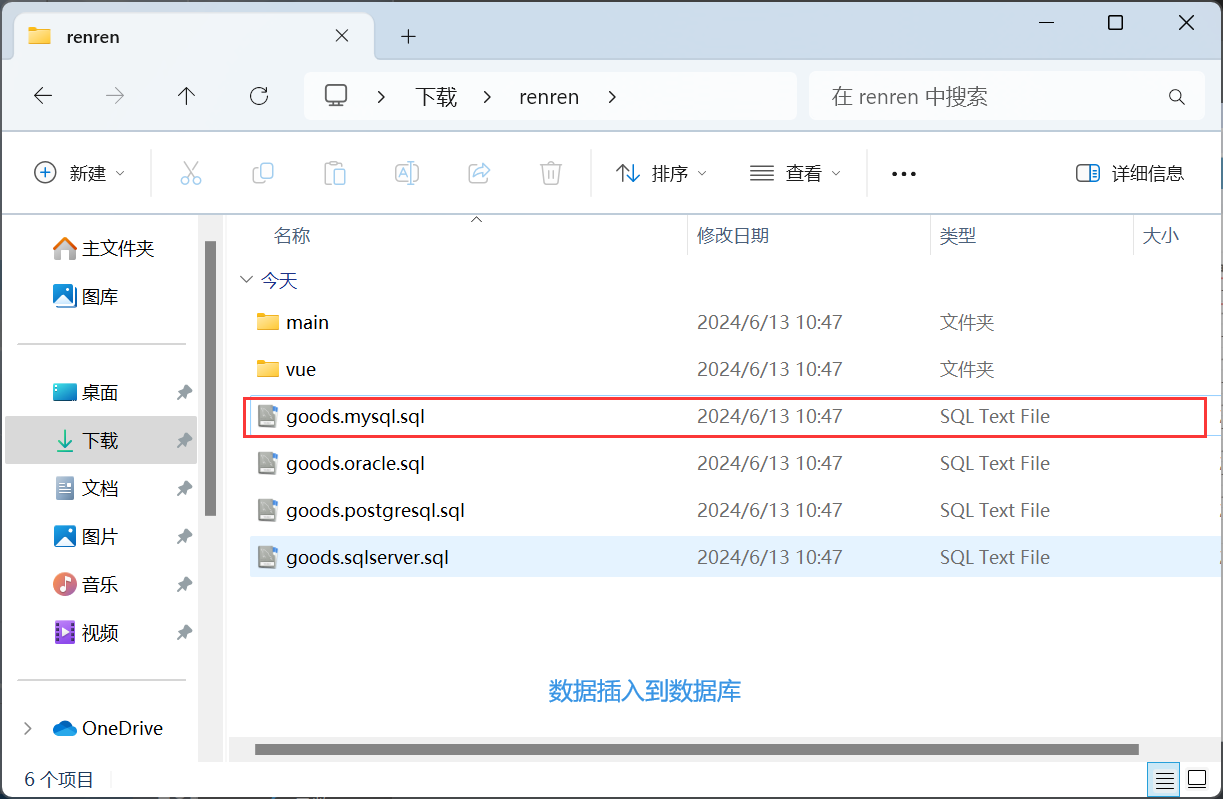 renren
下载 renren
在 renren 中搜索
新建 排序 查看 详细信息
名称 修改日期 类型 大小
今天
main 2024/6/13 10:47 文件夹
vue 2024/6/13 10:47 文件夹
goods.mysql.sql 2024/6/13 10:47 SQL Text File
goods.oracle.sql 2024/6/13 10:47 SQL Text File
goods.postgresql.sql 2024/6/13 10:47 SQL Text File
goods.sqlserver.sql 2024/6/13 10:47 SQL Text File
主文件夹
图库
桌面
下载
文档
图片
音乐
视频
OneDrive
数据插入到数据库
6 个项目